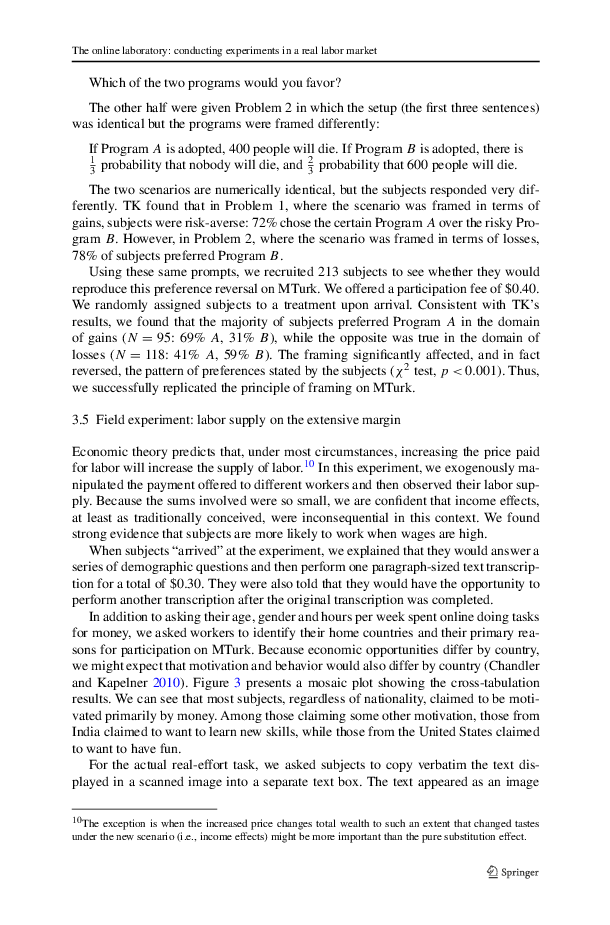 The online laboratory: conducting experiments in a real labor market
Which of the two programs would you favor?
The other half were given Problem 2 in which the setup (the first three sentences)
was identical but the programs were framed differently:
If Program A is adopted, 400 people will die. If Program B is adopted, there is
1/3 probability that nobody will die, and 2/3 probability that 600 people will die.
The two scenarios are numerically identical, but the subjects responded very dif-
ferently. TK found that in Problem 1, where the scenario was framed in terms of
gains, subjects were risk-averse: 72% chose the certain Program A over the risky Pro-
gram B. However, in Problem 2, where the scenario was framed in terms of losses,
78% of subjects preferred Program B.
Using these same prompts, we recruited 213 subjects to see whether they would
reproduce this preference reversal on MTurk. We offered a participation fee of $0.40.
We randomly assigned subjects to a treatment upon arrival. Consistent with TK's
results, we found that the majority of subjects preferred Program A in the domain
of gains (N = 95: 69% A, 31% B), while the opposite was true in the domain of
losses (N = 118: 41% A, 59% B). The framing significantly affected, and in fact
reversed, the pattern of preferences stated by the subjects (χ² test, p < 0.001). Thus,
we successfully replicated the principle of framing on MTurk.
3.5 Field experiment: labor supply on the extensive margin
Economic theory predicts that, under most circumstances, increasing the price paid
for labor will increase the supply of labor.10 In this experiment, we exogenously ma-
nipulated the payment offered to different workers and then observed their labor sup-
ply. Because the sums involved were so small, we are confident that income effects,
at least as traditionally conceived, were inconsequential in this context. We found
strong evidence that subjects are more likely to work when wages are high.
When subjects “arrived” at the experiment, we explained that they would answer a
series of demographic questions and then perform one paragraph-sized text transcrip-
tion for a total of $0.30. They were also told that they would have the opportunity to
perform another transcription after the original transcription was completed.
In addition to asking their age, gender and hours per week spent online doing tasks
for money, we asked workers to identify their home countries and their primary rea-
sons for participation on MTurk. Because economic opportunities differ by country,
we might expect that motivation and behavior would also differ by country (Chandler
and Kapelner 2010). Figure 3 presents a mosaic plot showing the cross-tabulation
results. We can see that most subjects, regardless of nationality, claimed to be moti-
vated primarily by money. Among those claiming some other motivation, those from
India claimed to want to learn new skills, while those from the United States claimed
to want to have fun.
For the actual real-effort task, we asked subjects to copy verbatim the text dis-
played in a scanned image into a separate text box. The text appeared as an image
10The exception is when the increased price changes total wealth to such an extent that changed tastes
under the new scenario (i.e., income effects) might be more important than the pure substitution effect.
Springer